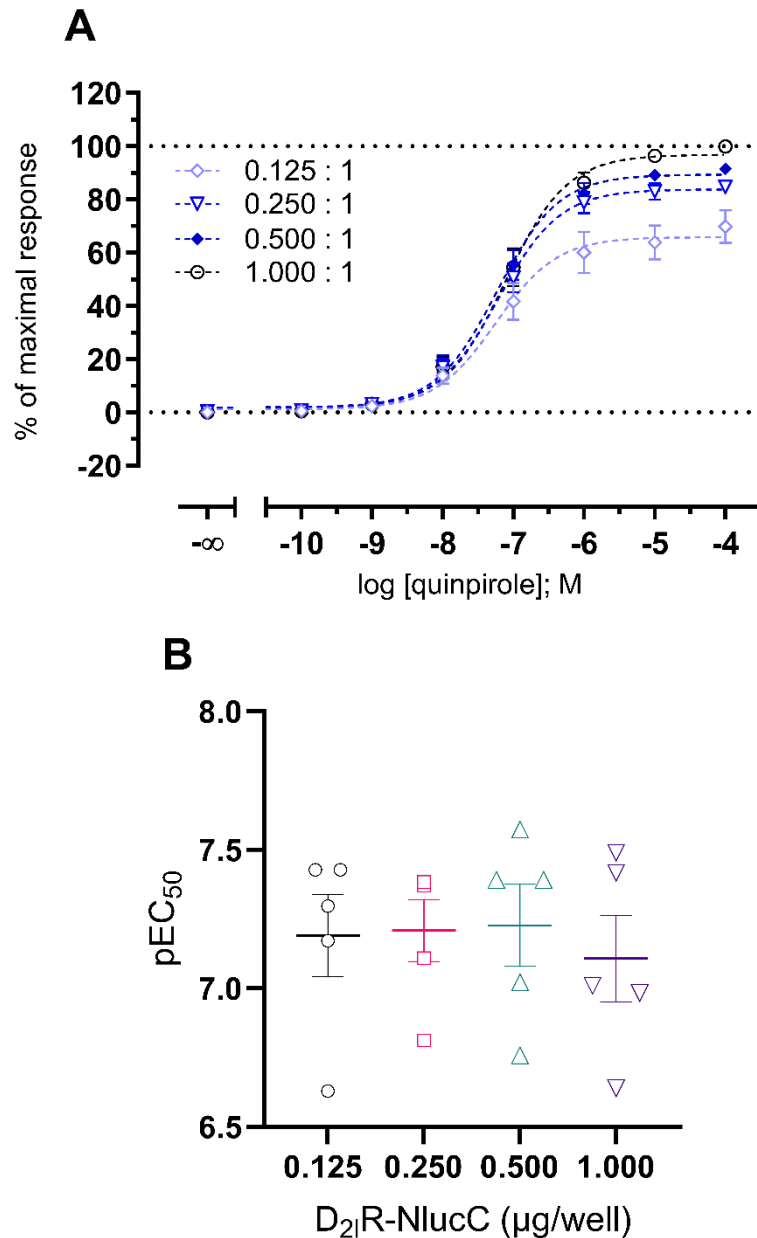 A
% of maximal response
120
100
80
60
40
20
0
-20
0.125 : 1
0.250 : 1
0.500 : 1
1.000 : 1
-∞ -10 -9 -8 -7 -6 -5 -4
log [quinpirole]; M
B
pEC50
8.0
7.5
7.0
6.5
0.125 0.250 0.500 1.000
D2lR-NlucC (µg/well)